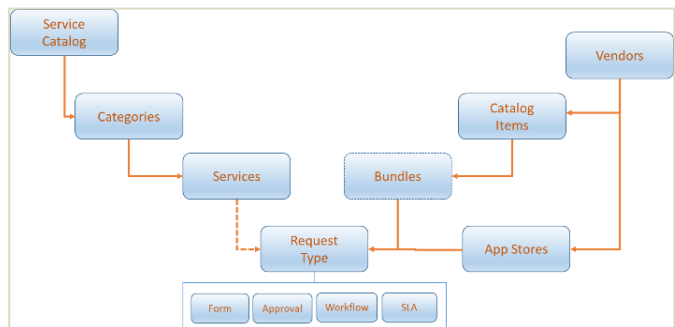 Service
Catalog
Vendors
Categories
Catalog
Items
Services
Bundles
Request
Type
App Stores
Form
Approval
Workflow
SLA